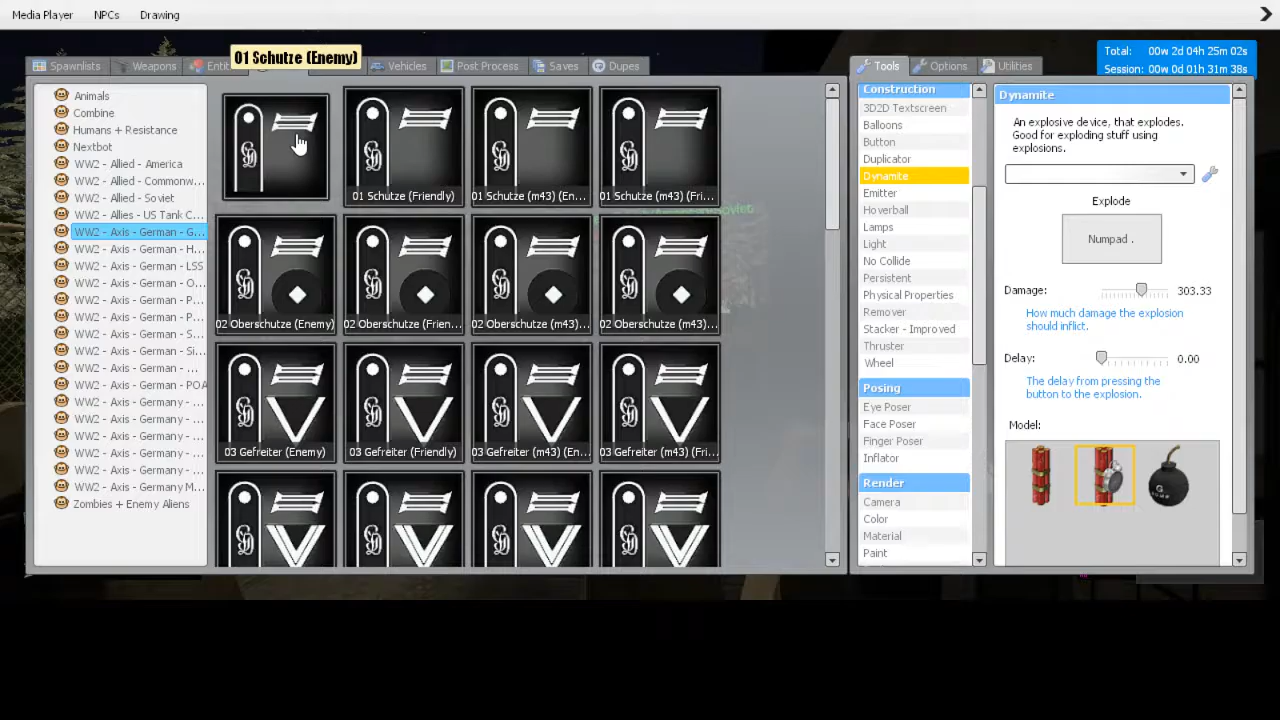 Media Player NPCs Drawing
01 Schutze (Enemy)
Total: 00w 2d 04h 25m 02s
Session: 00w 0d 01h 31m 38s
Spawnlists Weapons Entit Vehicles Post Process Saves Dupes
Tools Options Utilities
Animals
Combine
Humans + Resistance
Nextbot
WW2 - Allied - America
WW2 - Allied - Commonw...
WW2 - Allied - Soviet
WW2 - Allies - US Tank C...
WW2 - Axis - German - G...
WW2 - Axis - German - H...
WW2 - Axis - German - LSS
WW2 - Axis - German - O...
WW2 - Axis - German - P...
WW2 - Axis - German - P...
WW2 - Axis - German - S...
WW2 - Axis - German - Si...
WW2 - Axis - German - ...
WW2 - Axis - German - POA
WW2 - Axis - Germany - ...
WW2 - Axis - Germany - ...
WW2 - Axis - Germany - ...
WW2 - Axis - Germany - ...
WW2 - Axis - Germany - ...
WW2 - Axis - Germany M...
Zombies + Enemy Aliens
01 Schutze (Friendly) 01 Schutze (m43) (En... 01 Schutze (m43) (Fri...
02 Oberschutze (Enemy) 02 Oberschutze (Frien... 02 Oberschutze (m43)... 02 Oberschutze (m43)...
03 Gefreiter (Enemy) 03 Gefreiter (Friendly) 03 Gefreiter (m43) (En... 03 Gefreiter (m43) (Fri...
Construction
3D2D Textscreen
Balloons
Button
Duplicator
Dynamite
Emitter
Hoverball
Lamps
Light
No Collide
Persistent
Physical Properties
Remover
Stacker - Improved
Thruster
Wheel
Posing
Eye Poser
Face Poser
Finger Poser
Inflator
Render
Camera
Color
Material
Paint
Dynamite
An explosive device, that explodes.
Good for exploding stuff using
explosions.
Explode
Numpad .
Damage: 303.33
How much damage the explosion
should inflict.
Delay: 0.00
The delay from pressing the
button to the explosion.
Model: